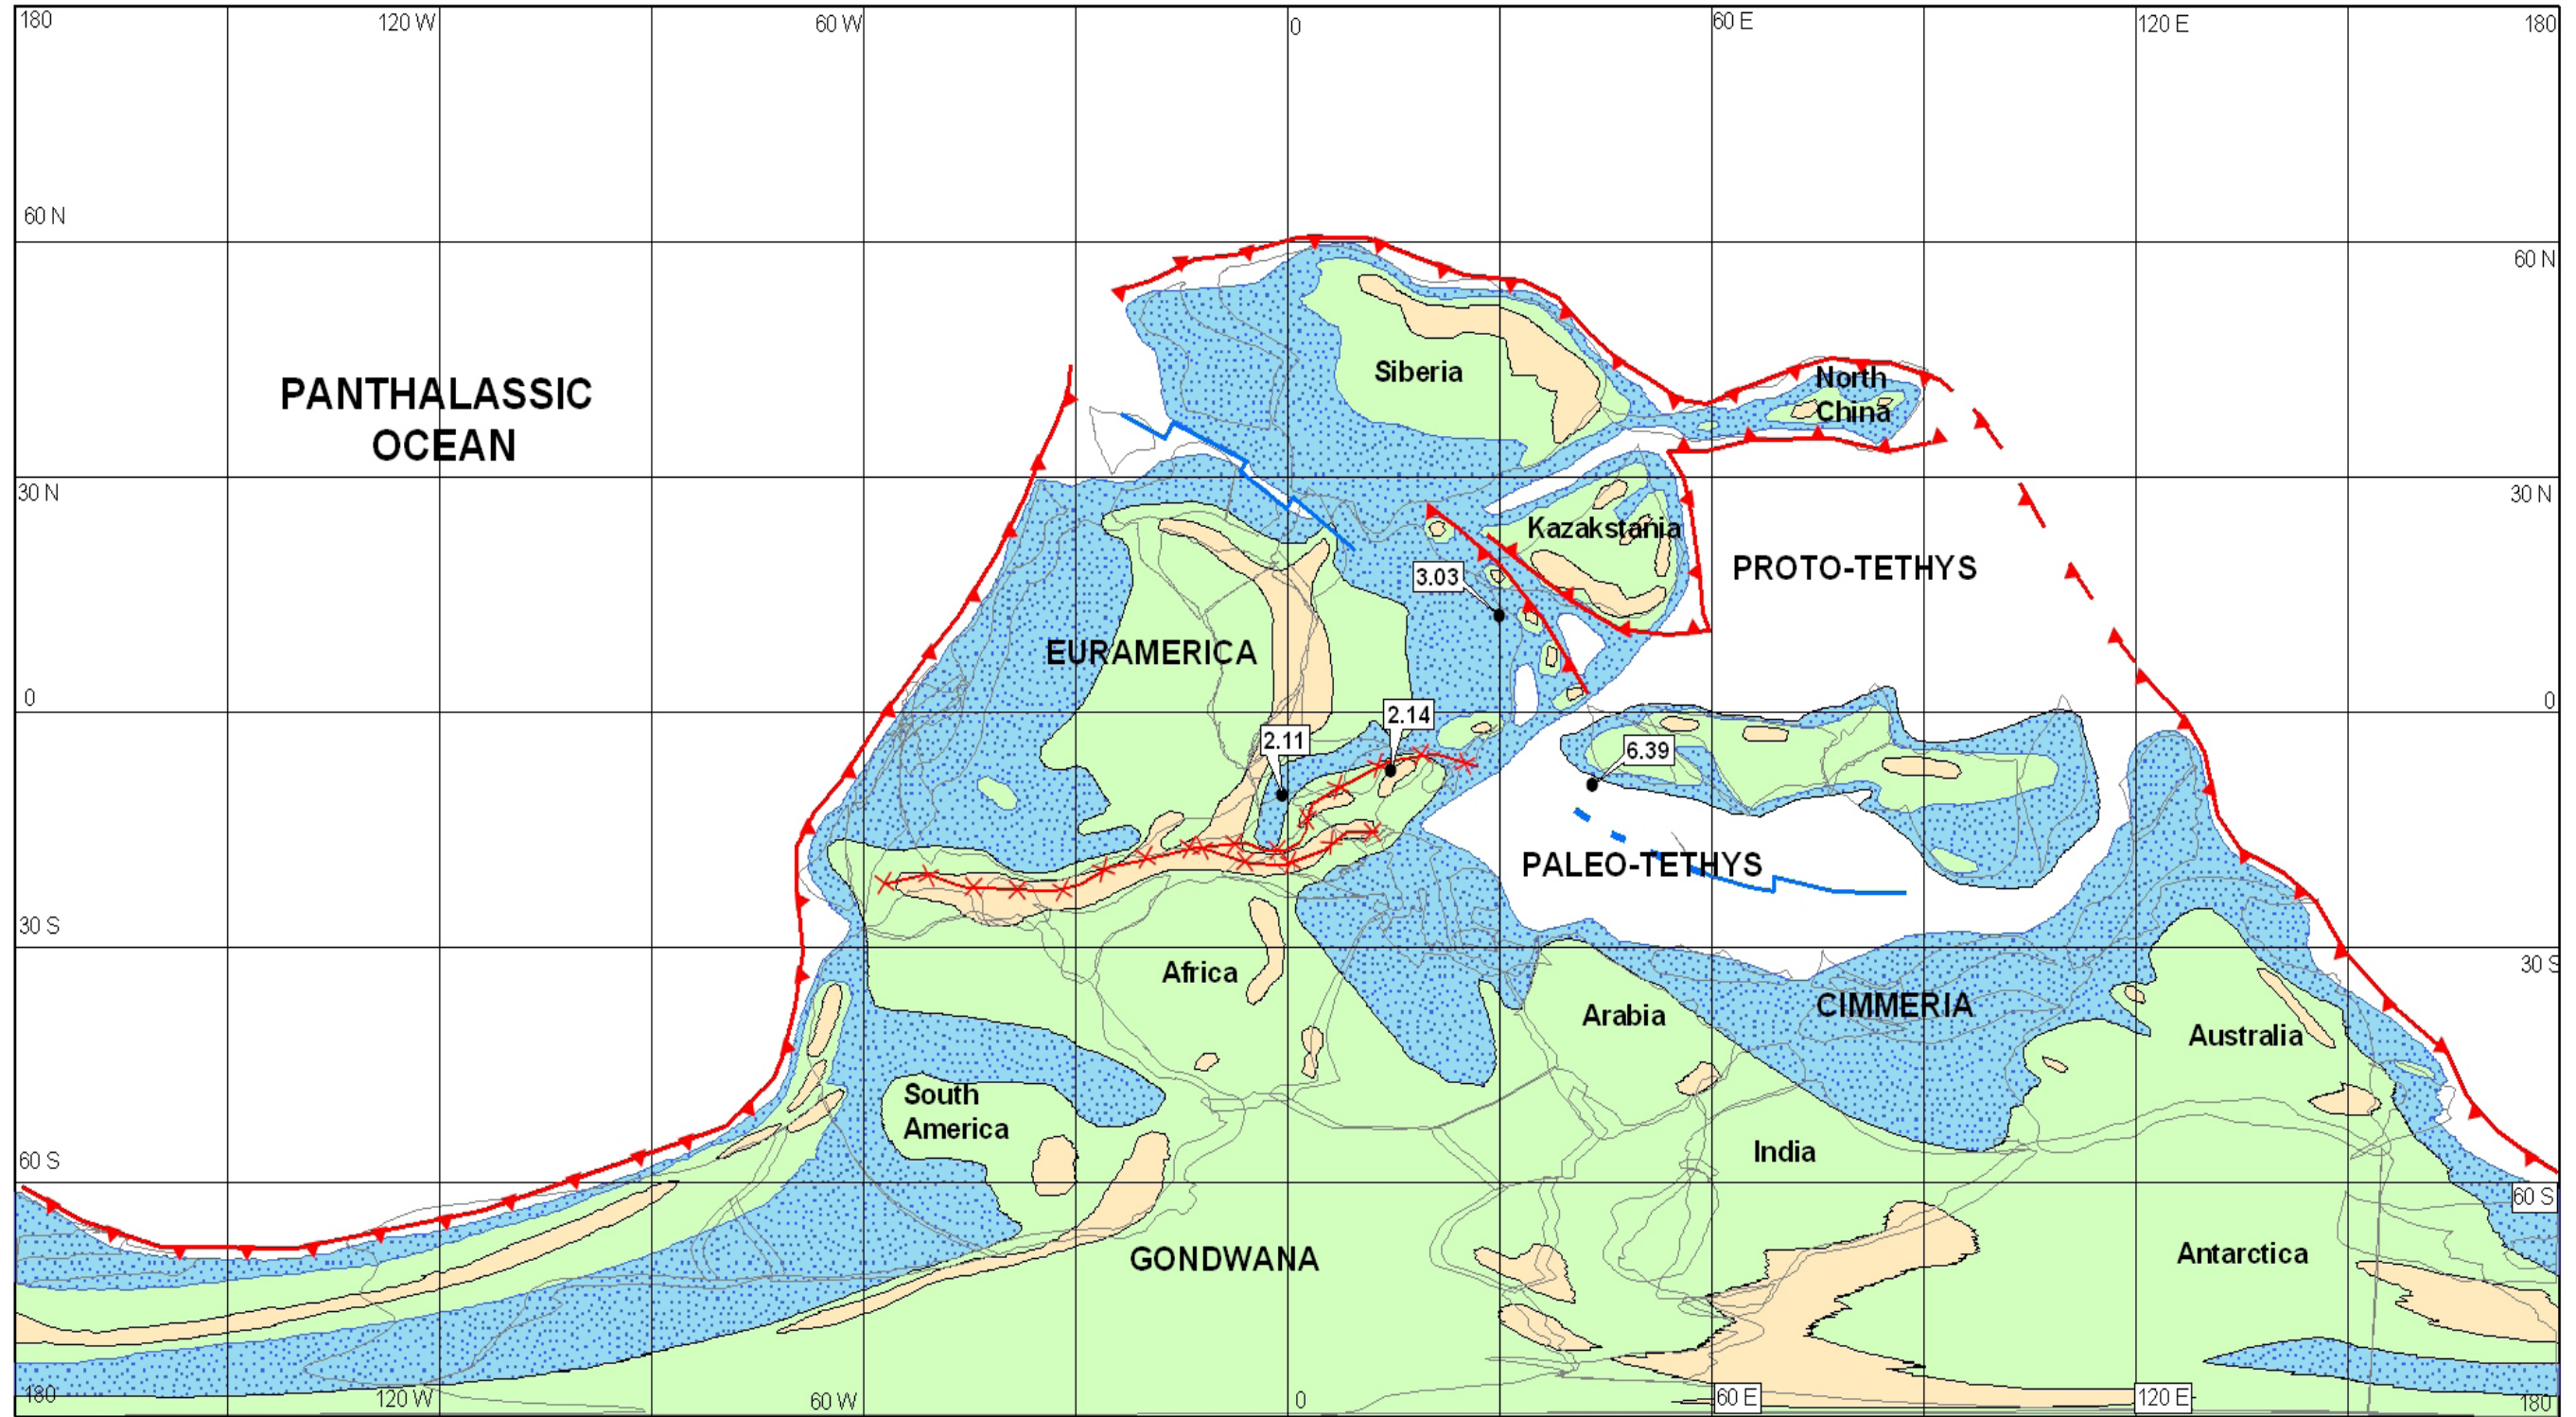 180
120 W
60 W
0
60 E
120 E
180
60 N
60 N
PANTHALASSIC
OCEAN
Siberia
North
China
30 N
30 N
Kazakstania
PROTO-TETHYS
3.03
EURAMERICA
0
0
2.14
2.11
6.39
PALEO-TETHYS
30 S
30 S
Africa
Arabia
CIMMERIA
Australia
South
America
India
60 S
60 S
GONDWANA
Antarctica
180
120 W
60 W
0
60 E
120 E
180